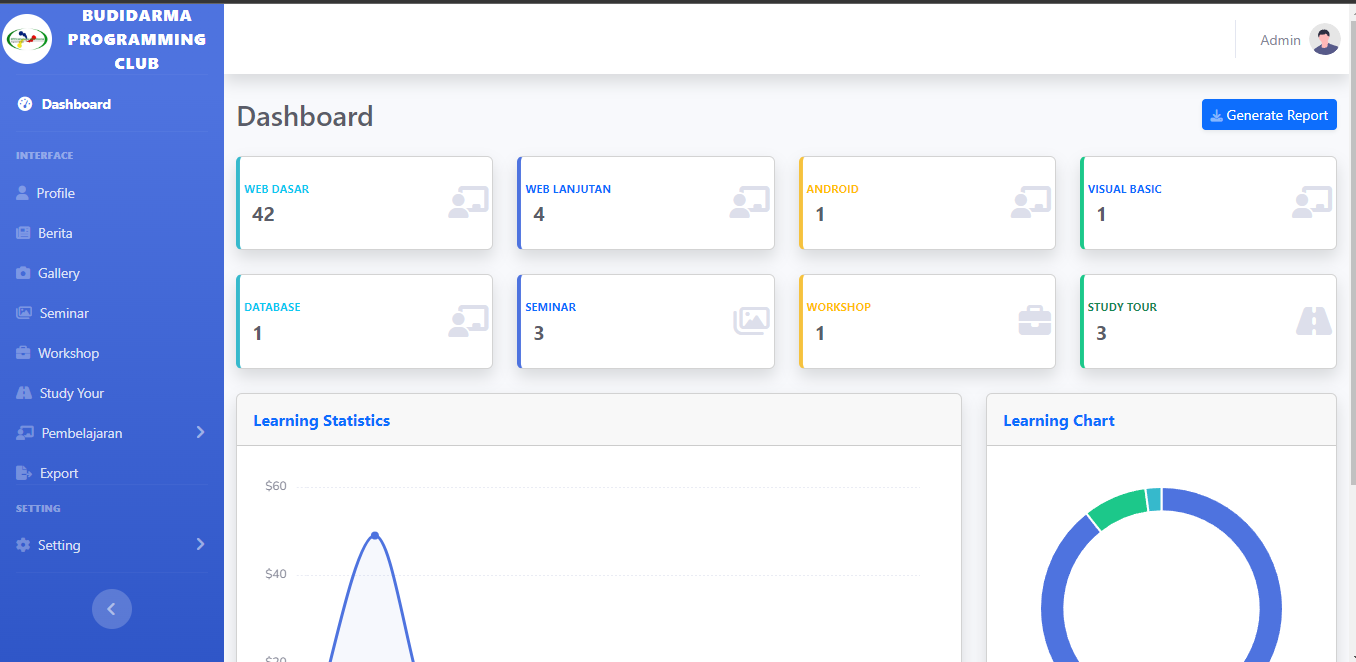 BUDIDARMA
PROGRAMMING
CLUB
Admin
Dashboard
INTERFACE
Profile
Berita
Gallery
Seminar
Workshop
Study Your
Pembelajaran
Export
SETTING
Setting
Dashboard
Generate Report
WEB DASAR
42
WEB LANJUTAN
4
ANDROID
1
VISUAL BASIC
1
DATABASE
1
SEMINAR
3
WORKSHOP
1
STUDY TOUR
3
Learning Statistics
$60
$40
$20
Learning Chart